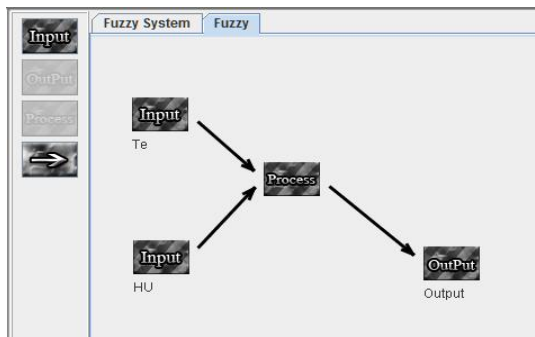 Input
OutPut
Process
Fuzzy System
Fuzzy
Input
Te
Process
Input
HU
OutPut
Output